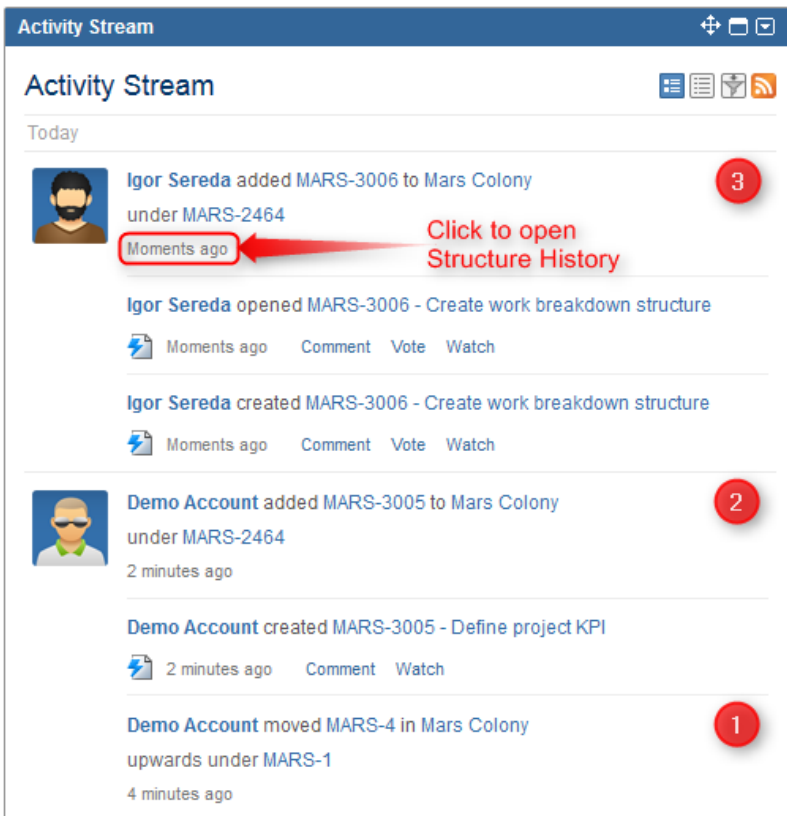 Activity Stream
Activity Stream
Today
Igor Sereda added MARS-3006 to Mars Colony
3
under MARS-2464
Moments ago
Click to open
Structure History
Igor Sereda opened MARS-3006 - Create work breakdown structure
Moments ago Comment Vote Watch
Igor Sereda created MARS-3006 - Create work breakdown structure
Moments ago Comment Vote Watch
Demo Account added MARS-3005 to Mars Colony
2
under MARS-2464
2 minutes ago
Demo Account created MARS-3005 - Define project KPI
2 minutes ago Comment Watch
Demo Account moved MARS-4 in Mars Colony
1
upwards under MARS-1
4 minutes ago